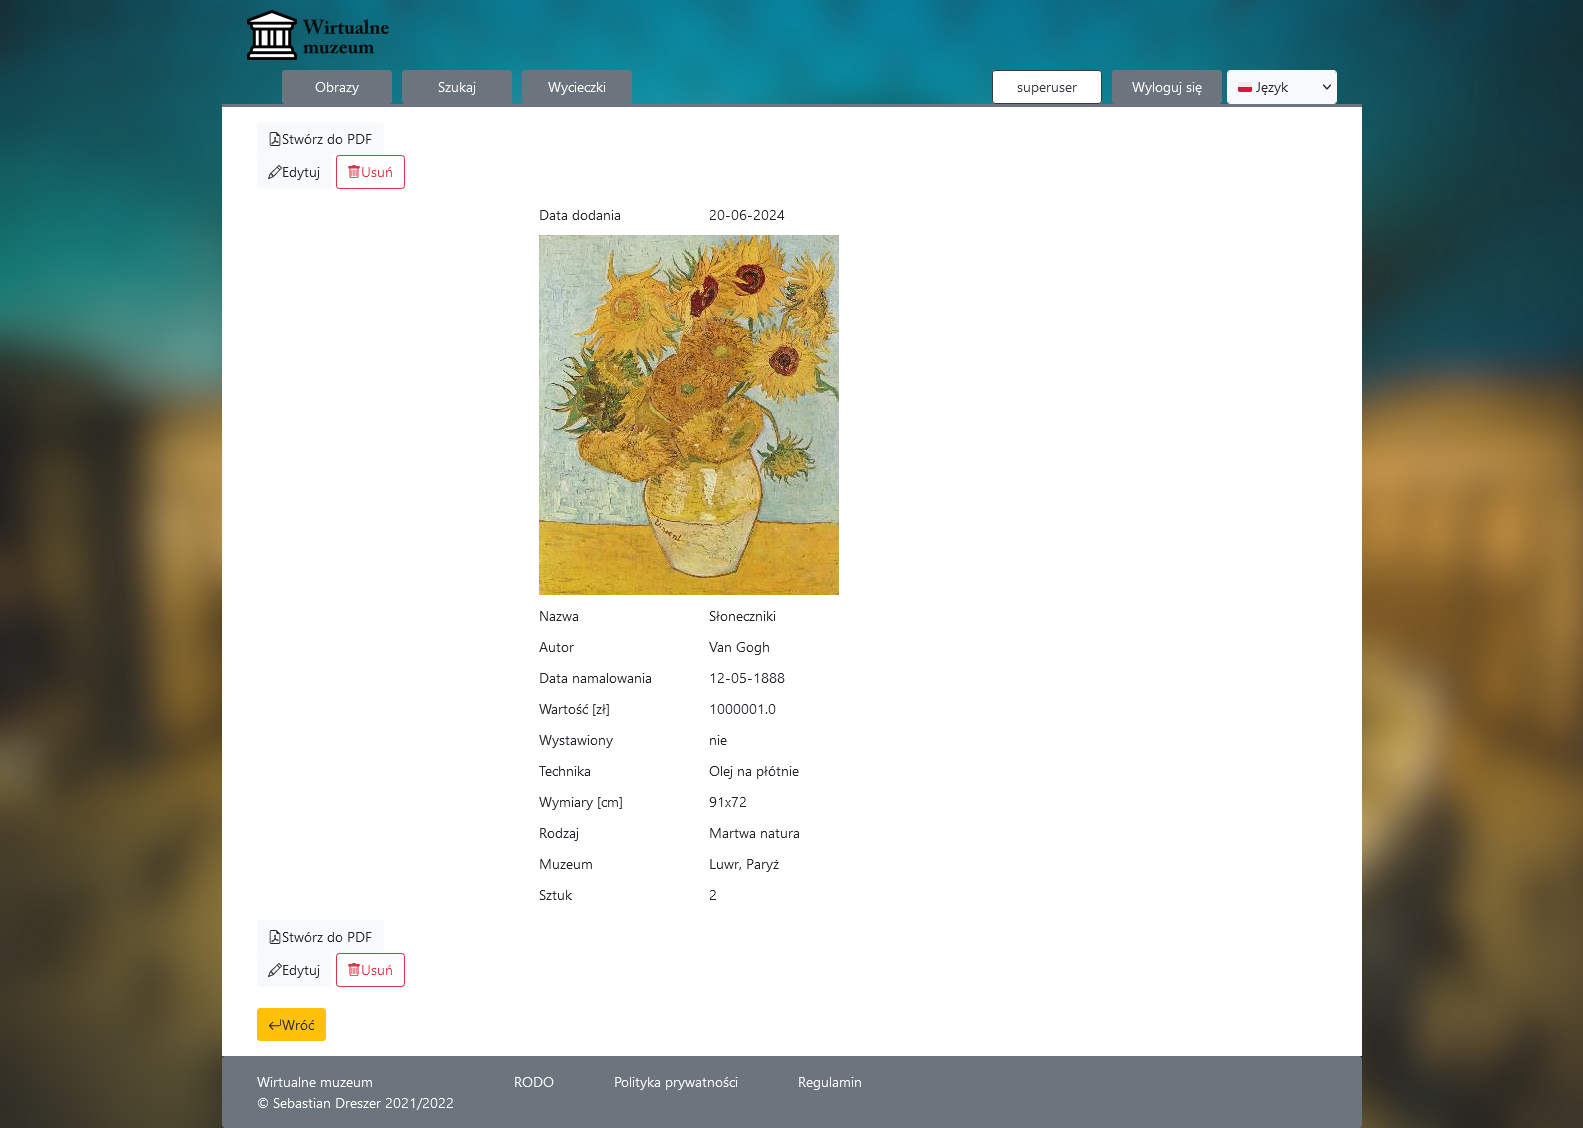 Wirtualne
muzeum
Obrazy Szukaj Wycieczki superuser Wyloguj się Język
Stwórz do PDF
Edytuj Usuń
Data dodania 20-06-2024
Vincent
Nazwa Słoneczniki
Autor Van Gogh
Data namalowania 12-05-1888
Wartość [zł] 1000001.0
Wystawiony nie
Technika Olej na płótnie
Wymiary [cm] 91x72
Rodzaj Martwa natura
Muzeum Luwr, Paryż
Sztuk 2
Stwórz do PDF
Edytuj Usuń
Wróć
Wirtualne muzeum RODO Polityka prywatności Regulamin
© Sebastian Dreszer 2021/2022